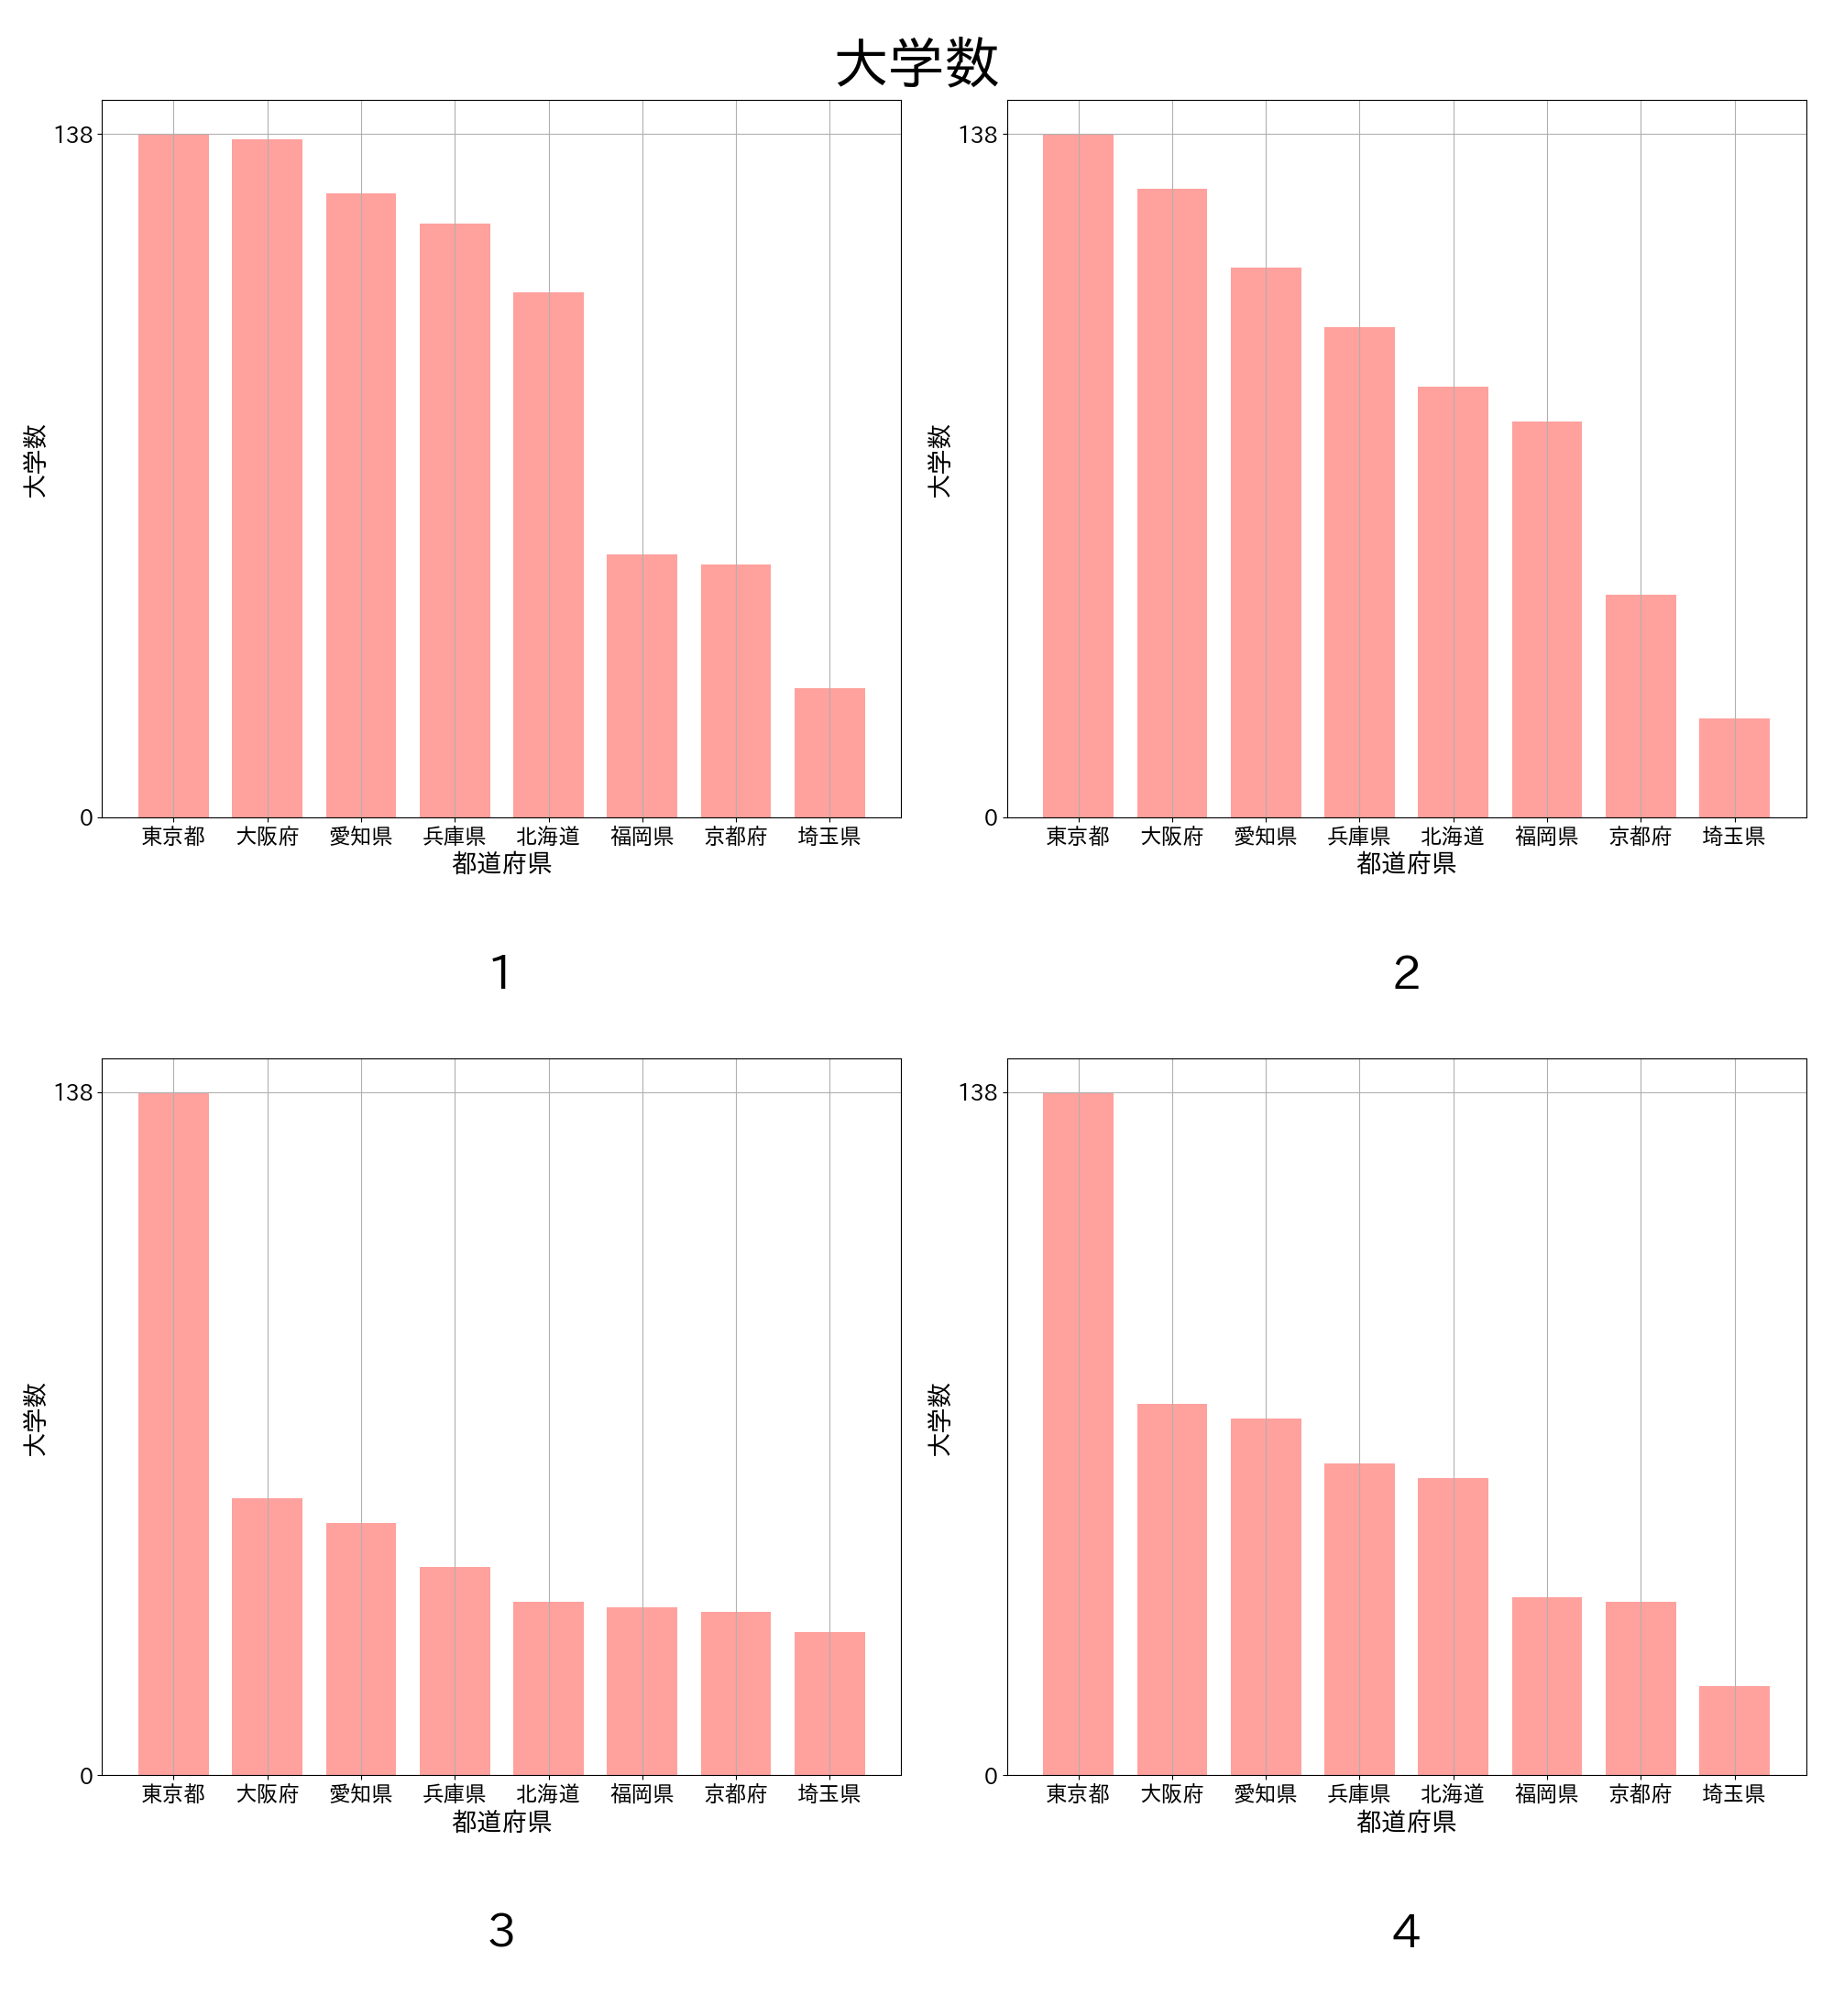 大学数
138
0
大学数
東京都 大阪府 愛知県 兵庫県 北海道 福岡県 京都府 埼玉県
都道府県
1
138
0
大学数
東京都 大阪府 愛知県 兵庫県 北海道 福岡県 京都府 埼玉県
都道府県
2
138
0
大学数
東京都 大阪府 愛知県 兵庫県 北海道 福岡県 京都府 埼玉県
都道府県
3
138
0
大学数
東京都 大阪府 愛知県 兵庫県 北海道 福岡県 京都府 埼玉県
都道府県
4